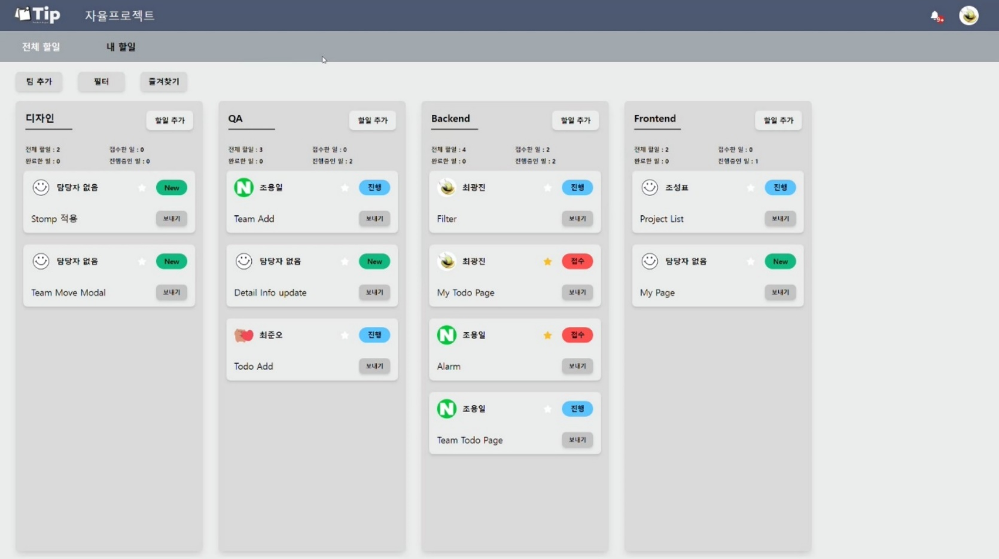 Tip 자율프로젝트 9+
전체 할일 내 할일
팀 추가 필터 즐겨찾기
디자인 할일 추가
전체 할일 : 2 접수한 일 : 0
완료한 일 : 0 진행중인 일 : 0
담당자 없음 New
Stomp 적용 보내기
담당자 없음 New
Team Move Modal 보내기
QA 할일 추가
전체 할일 : 3 접수한 일 : 0
완료한 일 : 0 진행중인 일 : 2
N 조용일 진행
Team Add 보내기
담당자 없음 New
Detail Info update 보내기
최준오 진행
Todo Add 보내기
Backend 할일 추가
전체 할일 : 4 접수한 일 : 2
완료한 일 : 0 진행중인 일 : 2
최광진 진행
Filter 보내기
최광진 접수
My Todo Page 보내기
N 조용일 접수
Alarm 보내기
N 조용일 진행
Team Todo Page 보내기
Frontend 할일 추가
전체 할일 : 2 접수한 일 : 0
완료한 일 : 0 진행중인 일 : 1
조성표 진행
Project List 보내기
담당자 없음 New
My Page 보내기